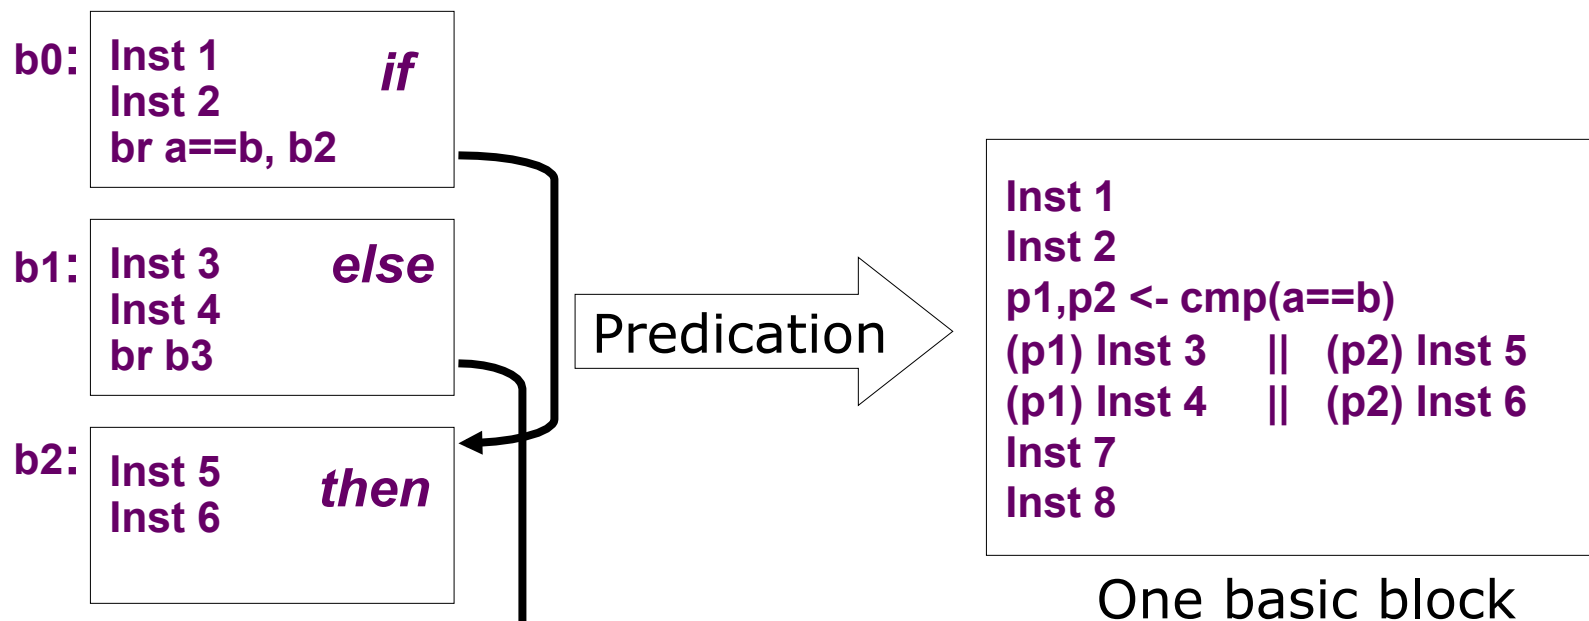 b0: Inst 1 if
Inst 2
br a==b, b2
b1: Inst 3 else
Inst 4
br b3
b2: Inst 5 then
Inst 6
Predication
Inst 1
Inst 2
p1,p2 <- cmp(a==b)
(p1) Inst 3 || (p2) Inst 5
(p1) Inst 4 || (p2) Inst 6
Inst 7
Inst 8
One basic block